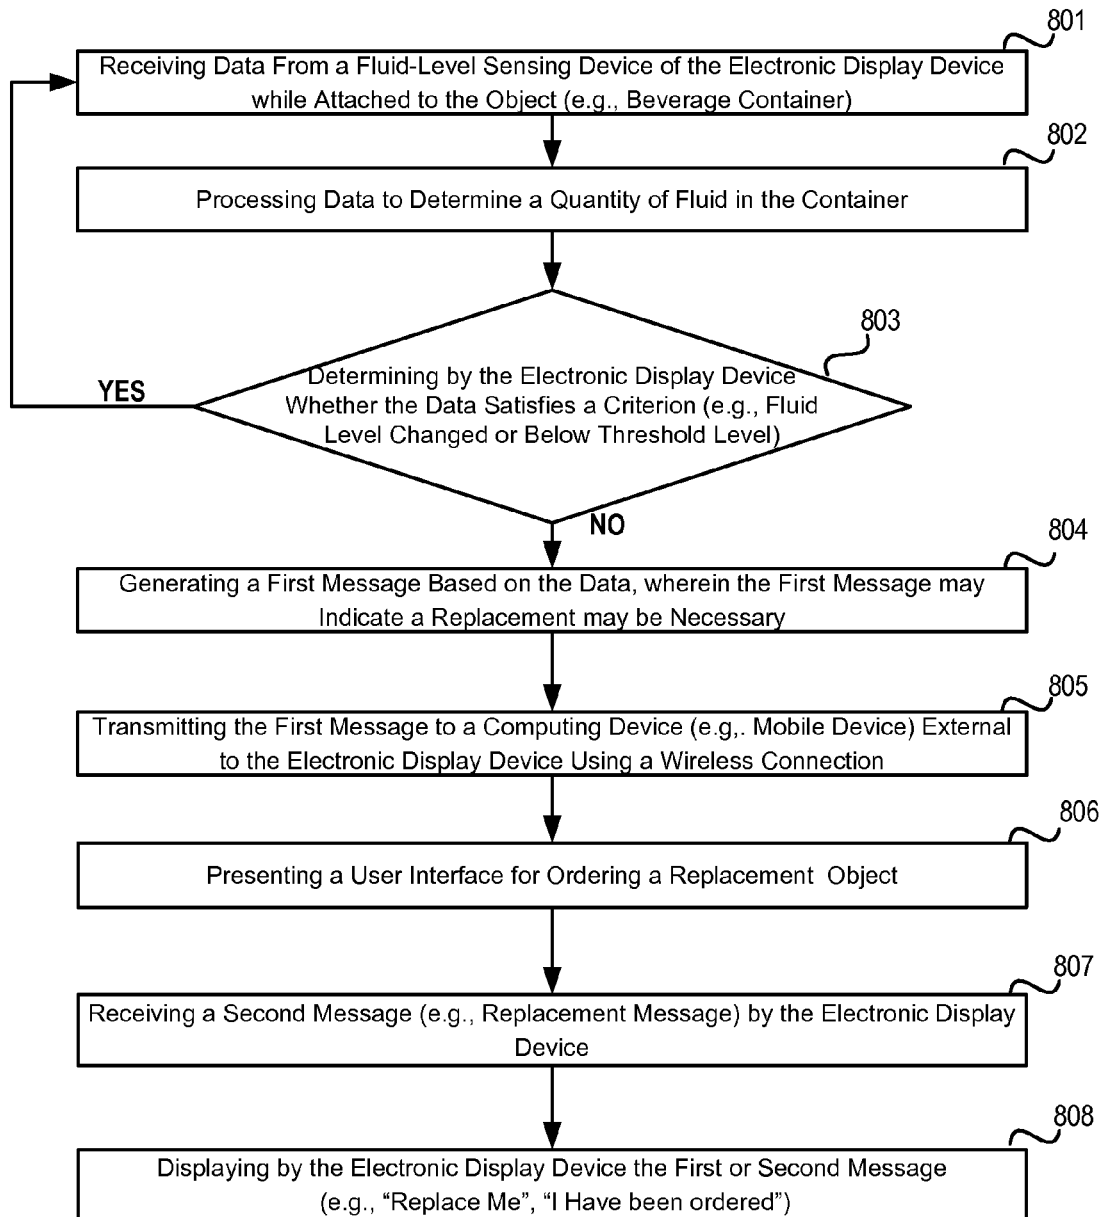 801
Receiving Data From a Fluid-Level Sensing Device of the Electronic Display Device
while Attached to the Object (e.g., Beverage Container)
802
Processing Data to Determine a Quantity of Fluid in the Container
803
Determining by the Electronic Display Device
Whether the Data Satisfies a Criterion (e.g., Fluid
Level Changed or Below Threshold Level)
YES
NO
804
Generating a First Message Based on the Data, wherein the First Message may
Indicate a Replacement may be Necessary
805
Transmitting the First Message to a Computing Device (e.g,. Mobile Device) External
to the Electronic Display Device Using a Wireless Connection
806
Presenting a User Interface for Ordering a Replacement Object
807
Receiving a Second Message (e.g., Replacement Message) by the Electronic Display
Device
808
Displaying by the Electronic Display Device the First or Second Message
(e.g., “Replace Me”, “I Have been ordered”)